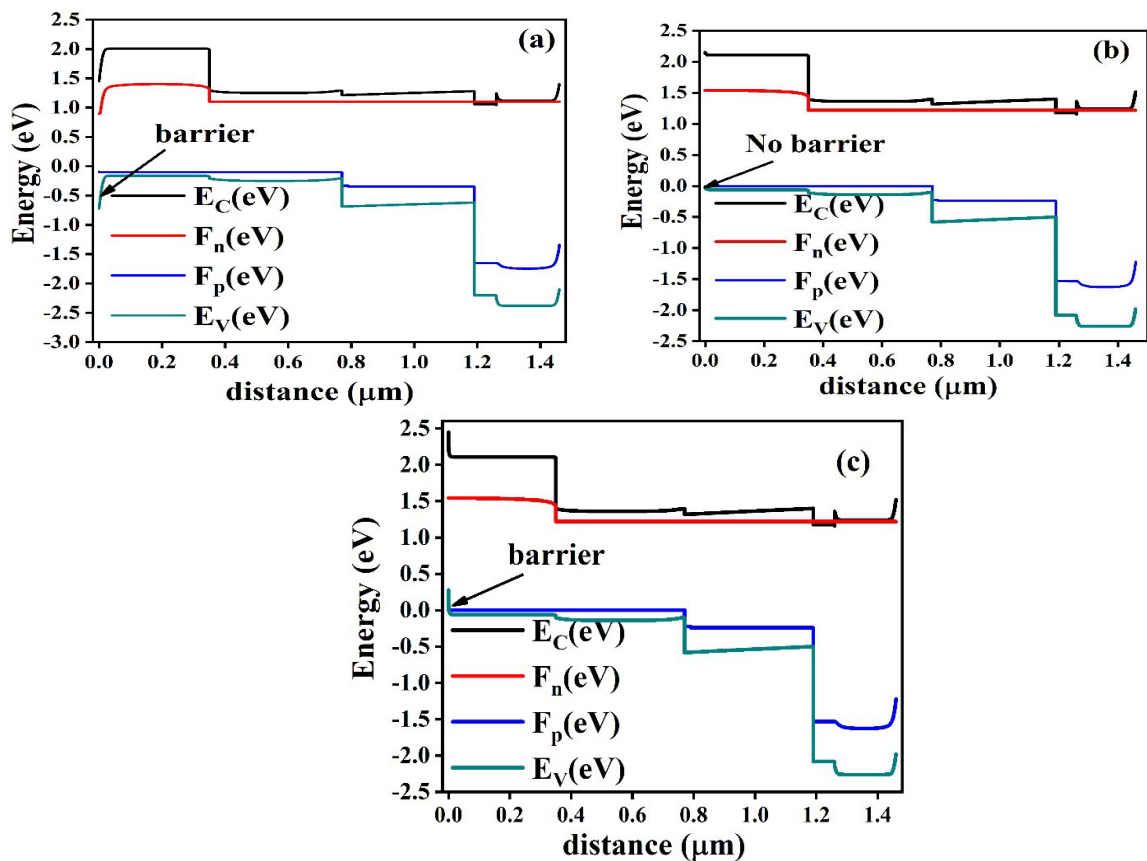 (a)
2.5
2.0
1.5
1.0
0.5
0.0
-0.5
-1.0
-1.5
-2.0
-2.5
-3.0
Energy (eV)
barrier
E_C(eV)
F_n(eV)
F_p(eV)
E_V(eV)
0.0 0.2 0.4 0.6 0.8 1.0 1.2 1.4
distance (μm)
(b)
2.5
2.0
1.5
1.0
0.5
0.0
-0.5
-1.0
-1.5
-2.0
-2.5
Energy (eV)
No barrier
E_C(eV)
F_n(eV)
F_p(eV)
E_V(eV)
0.0 0.2 0.4 0.6 0.8 1.0 1.2 1.4
distance (μm)
(c)
2.5
2.0
1.5
1.0
0.5
0.0
-0.5
-1.0
-1.5
-2.0
-2.5
Energy (eV)
barrier
E_C(eV)
F_n(eV)
F_p(eV)
E_V(eV)
0.0 0.2 0.4 0.6 0.8 1.0 1.2 1.4
distance (μm)